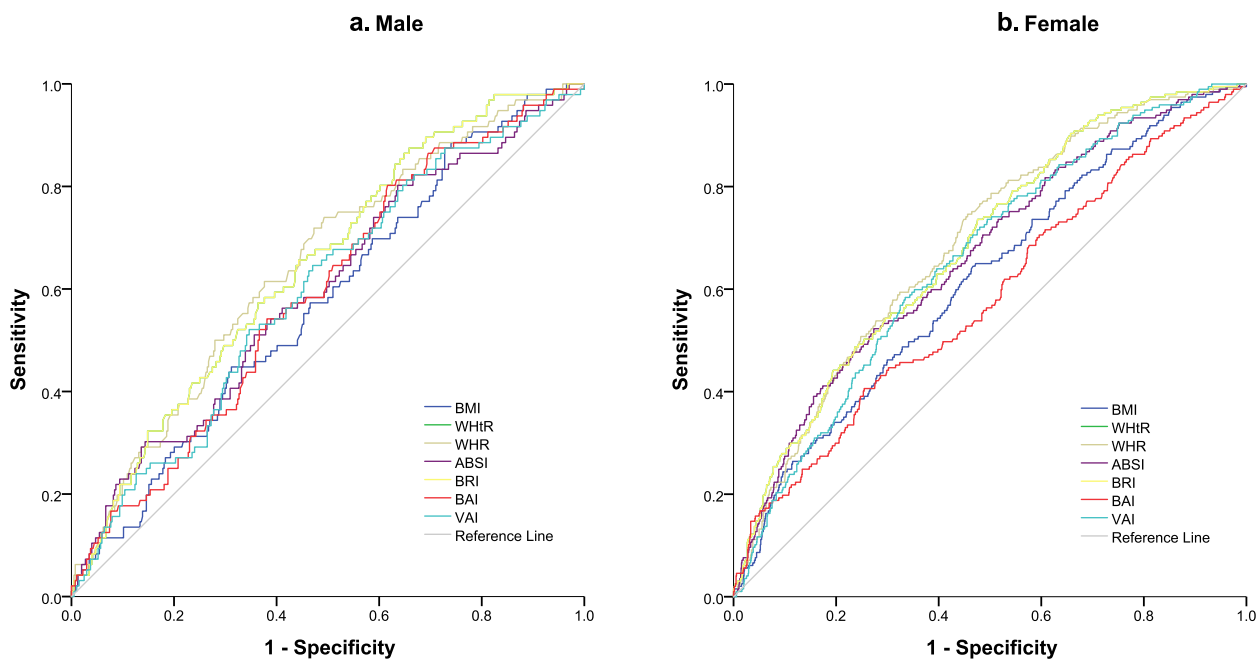 a. Male
1.0
0.8
0.6
0.4
0.2
0.0
Sensitivity
0.0 0.2 0.4 0.6 0.8 1.0
1 - Specificity
BMI
WHtR
WHR
ABSI
BRI
BAI
VAI
Reference Line
b. Female
1.0
0.8
0.6
0.4
0.2
0.0
Sensitivity
0.0 0.2 0.4 0.6 0.8 1.0
1 - Specificity
BMI
WHtR
WHR
ABSI
BRI
BAI
VAI
Reference Line